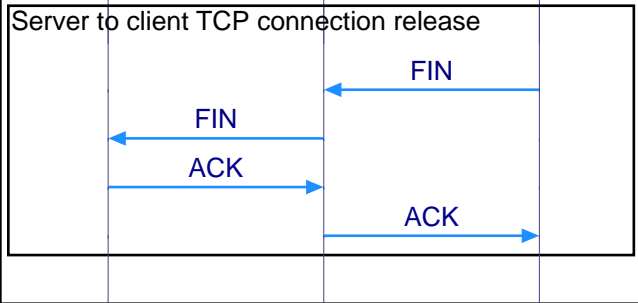 Server to client TCP connection release
FIN
FIN
ACK
ACK